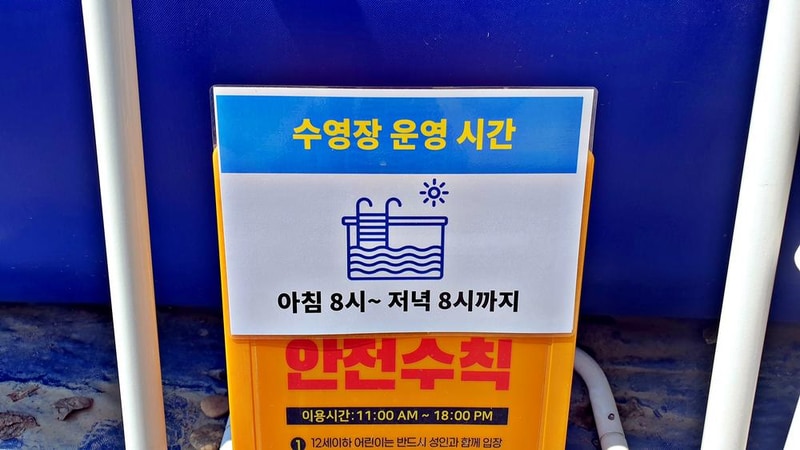 수영장 운영 시간
아침 8시~ 저녁 8시까지
안전수칙
이용시간:11:00 AM ~ 18:00 PM
1 12세이하 어린이는 반드시 성인과 함께 입장